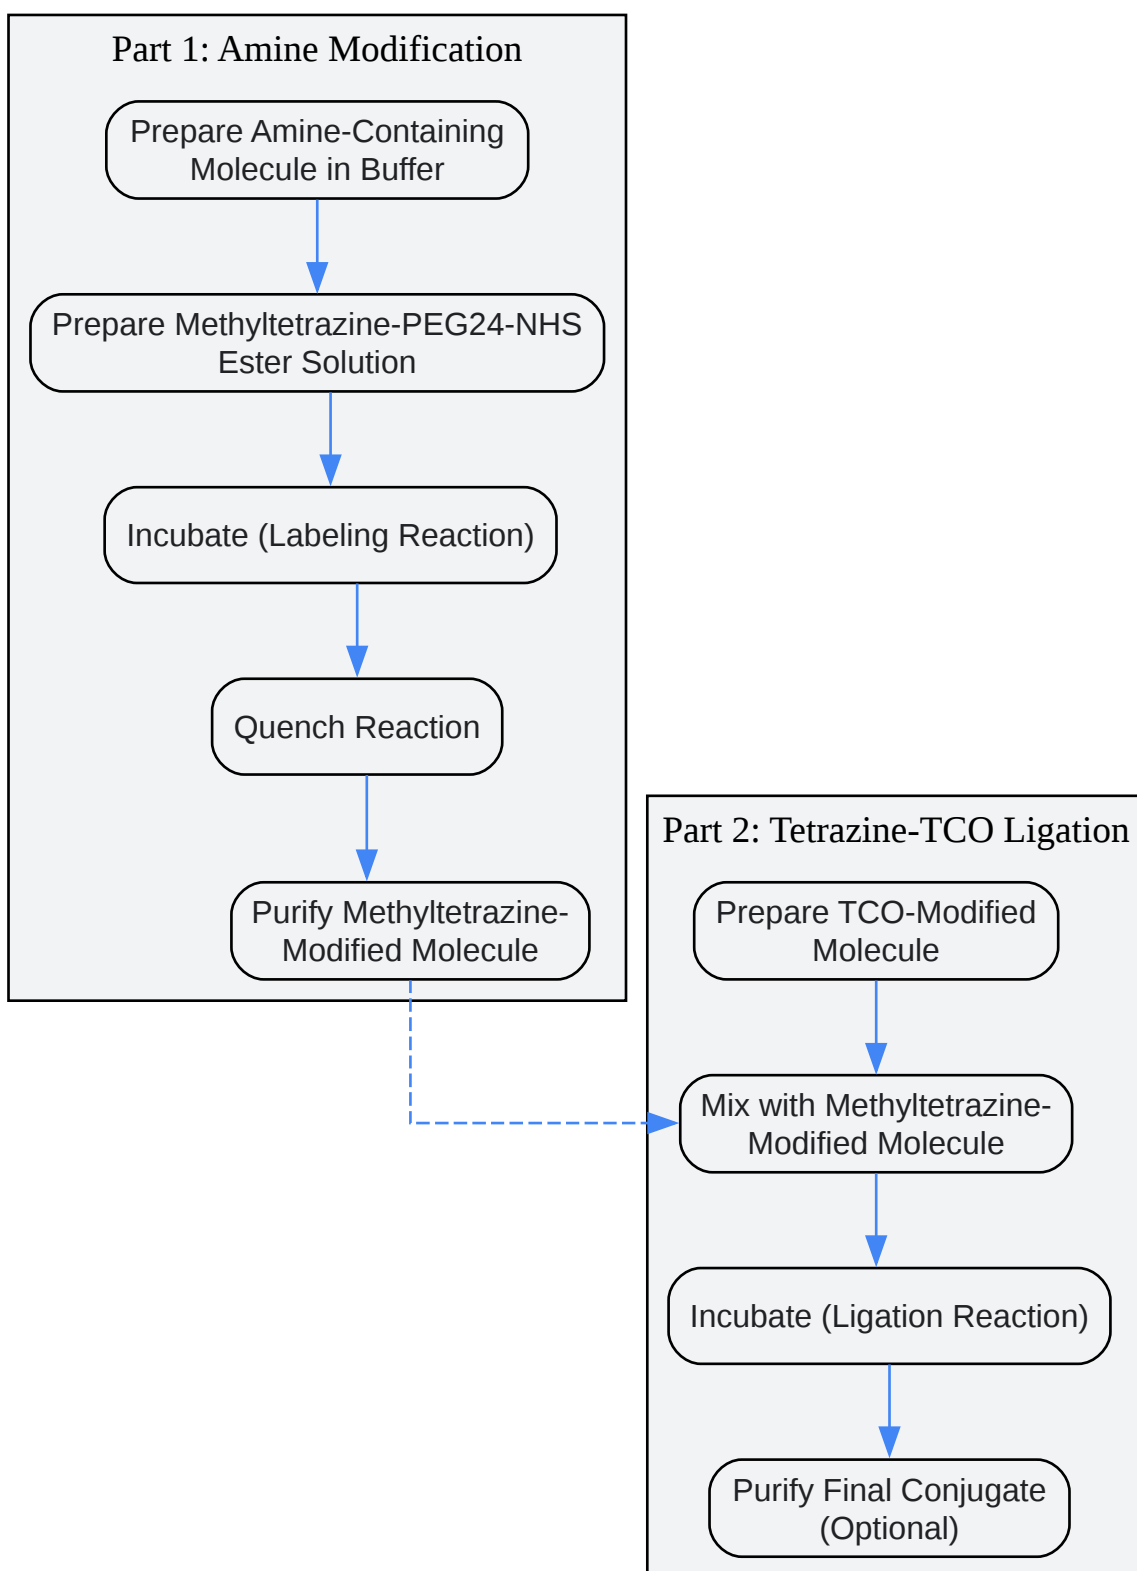 Part 1: Amine Modification
Prepare Amine-Containing
Molecule in Buffer
Prepare Methyltetrazine-PEG24-NHS
Ester Solution
Incubate (Labeling Reaction)
Quench Reaction
Purify Methyltetrazine-
Modified Molecule
Part 2: Tetrazine-TCO Ligation
Prepare TCO-Modified
Molecule
Mix with Methyltetrazine-
Modified Molecule
Incubate (Ligation Reaction)
Purify Final Conjugate
(Optional)